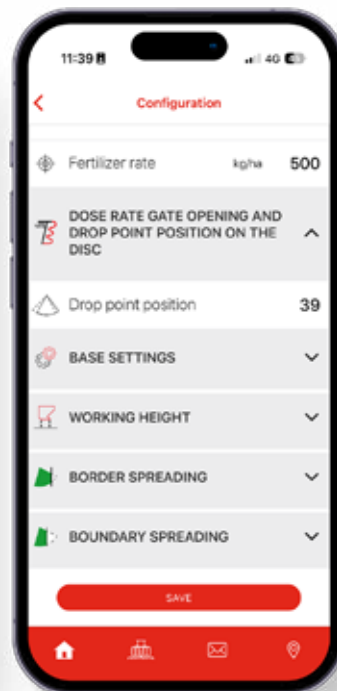 11:39 4G
Configuration
Fertilizer rate kg/ha 500
DOSE RATE GATE OPENING AND
DROP POINT POSITION ON THE
DISC
Drop point position 39
BASE SETTINGS
WORKING HEIGHT
BORDER SPREADING
BOUNDARY SPREADING
SAVE